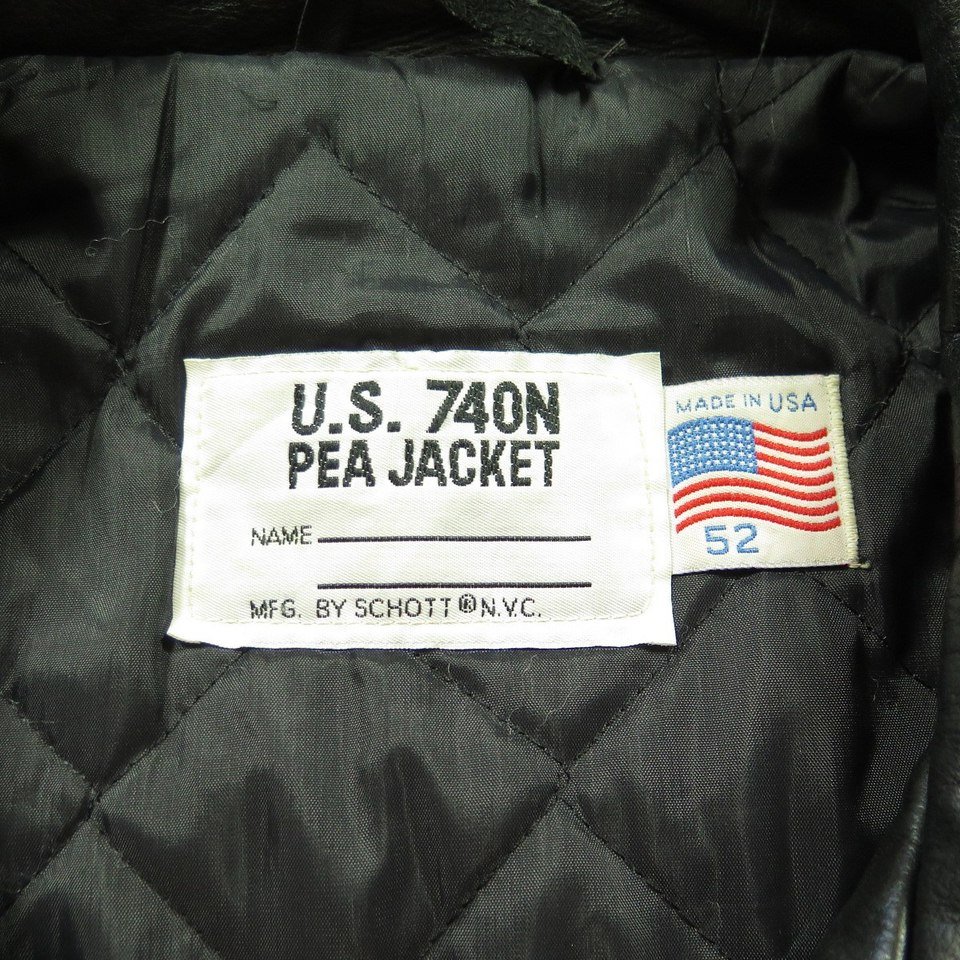 U.S. 740N
PEA JACKET
NAME
MFG. BY SCHOTT ® N.Y.C.
MADE IN USA
52